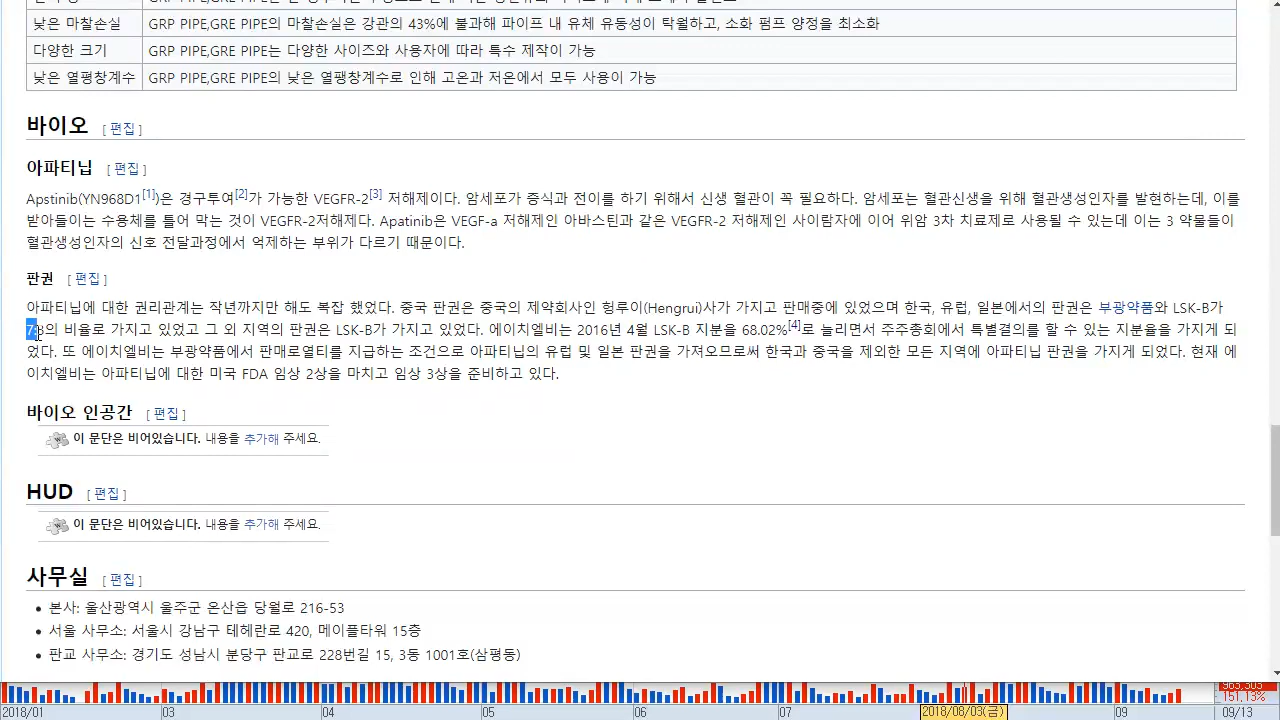 낮은 마찰손실 GRP PIPE,GRE PIPE의 마찰손실은 강관의 43%에 불과해 파이프 내 유체 유동성이 탁월하고, 소화 펌프 양정을 최소화
다양한 크기 GRP PIPE,GRE PIPE는 다양한 사이즈와 사용자에 따라 특수 제작이 가능
낮은 열평창계수 GRP PIPE,GRE PIPE의 낮은 열팽창계수로 인해 고온과 저온에서 모두 사용이 가능
바이오 [ 편집 ]
아파티닙 [ 편집 ]
Apstinib(YN968D1[1])은 경구투여[2]가 가능한 VEGFR-2[3] 저해제이다. 암세포가 증식과 전이를 하기 위해서 신생 혈관이 꼭 필요하다. 암세포는 혈관신생을 위해 혈관생성인자를 발현하는데, 이를
받아들이는 수용체를 틀어 막는 것이 VEGFR-2저해제다. Apatinib은 VEGF-a 저해제인 아바스틴과 같은 VEGFR-2 저해제인 사이람자에 이어 위암 3차 치료제로 사용될 수 있는데 이는 3 약물들이
혈관생성인자의 신호 전달과정에서 억제하는 부위가 다르기 때문이다.
판권 [ 편집 ]
아파티닙에 대한 권리관계는 작년까지만 해도 복잡 했었다. 중국 판권은 중국의 제약회사인 헝루이(Hengrui)사가 가지고 판매중에 있었으며 한국, 유럽, 일본에서의 판권은 부광약품와 LSK-B가
7:3의 비율로 가지고 있었고 그 외 지역의 판권은 LSK-B가 가지고 있었다. 에이치엘비는 2016년 4월 LSK-B 지분율을 68.02%[4]로 늘리면서 주주총회에서 특별결의를 할 수 있는 지분율을 가지게 되
었다. 또 에이치엘비는 부광약품에서 판매로열티를 지급하는 조건으로 아파티닙의 유럽 및 일본 판권을 가져오므로써 한국과 중국을 제외한 모든 지역에 아파티닙 판권을 가지게 되었다. 현재 에
이치엘비는 아파티닙에 대한 미국 FDA 임상 2상을 마치고 임상 3상을 준비하고 있다.
바이오 인공간 [ 편집 ]
이 문단은 비어있습니다. 내용을 추가해 주세요.
HUD [ 편집 ]
이 문단은 비어있습니다. 내용을 추가해 주세요.
사무실 [ 편집 ]
• 본사: 울산광역시 울주군 온산읍 당월로 216-53
• 서울 사무소: 서울시 강남구 테헤란로 420, 메이플타워 15층
• 판교 사무소: 경기도 성남시 분당구 판교로 228번길 15, 3동 1001호(삼평동)
151,13%
2018/01 03 04 05 06 07 2018/08/03(금) 09 09/13